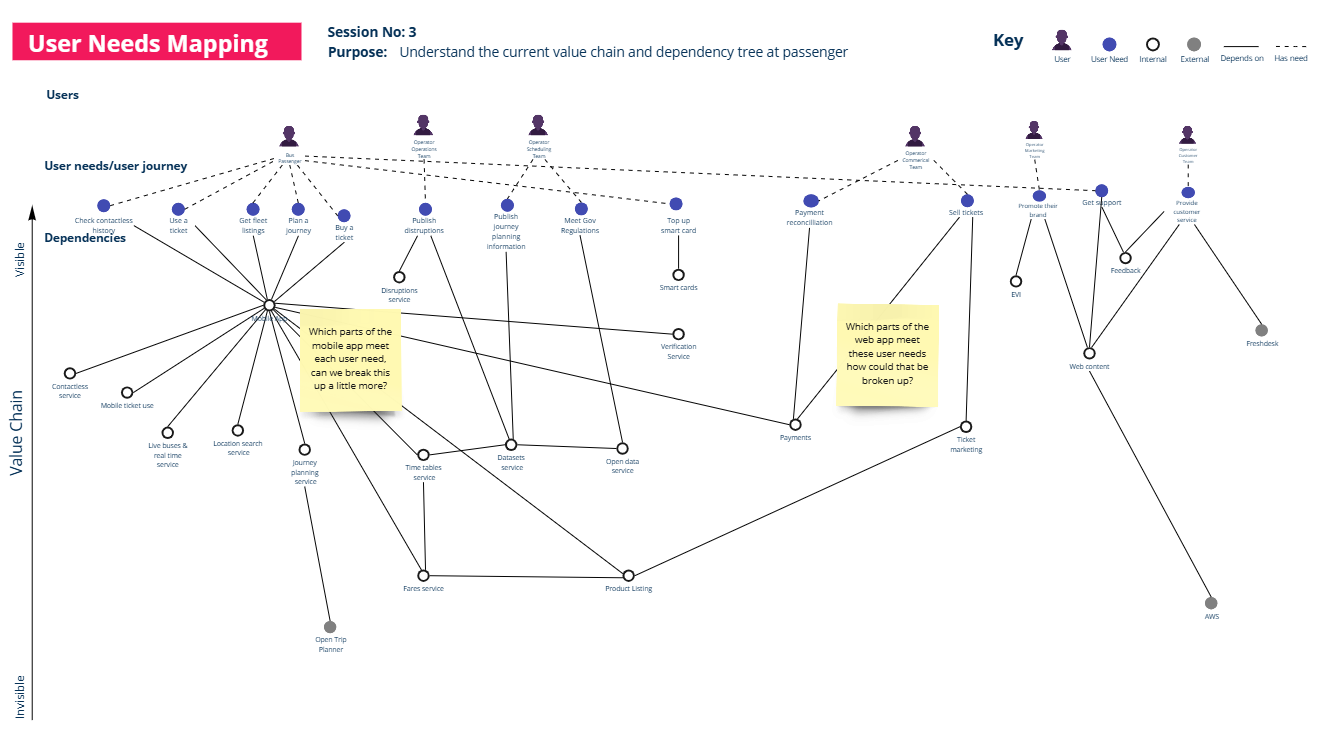 User Needs Mapping
Session No: 3
Purpose: Understand the current value chain and dependency tree at passenger
Key
User
User Need
Internal
External
Depends on
Has need
Users
Bus
Passenger
Operator
Operations
Team
Operator
Scheduling
Team
Operator
Commerical
Team
Operator
Marketing
Team
Operator
Customer
Team
User needs/user journey
Check contactless
history
Use a
ticket
Get fleet
listings
Plan a
journey
Buy a
ticket
Publish
distruptions
Publish
journey
planning
information
Meet Gov
Regulations
Top up
smart card
Payment
reconcilliation
Sell tickets
Promote their
brand
Get support
Provide
customer
service
Dependencies
Visible
Value Chain
Invisible
Mobile App
Disruptions
service
Smart cards
Verification
Service
Feedback
EVI
Freshdesk
Web content
Which parts of the
mobile app meet
each user need,
can we break this
up a little more?
Which parts of the
web app meet
these user needs
how could that be
broken up?
Contactless
service
Mobile ticket use
Live buses &
real time
service
Location search
service
Journey
planning
service
Time tables
service
Datasets
service
Open data
service
Payments
Ticket
marketing
Fares service
Product Listing
Open Trip
Planner
AWS